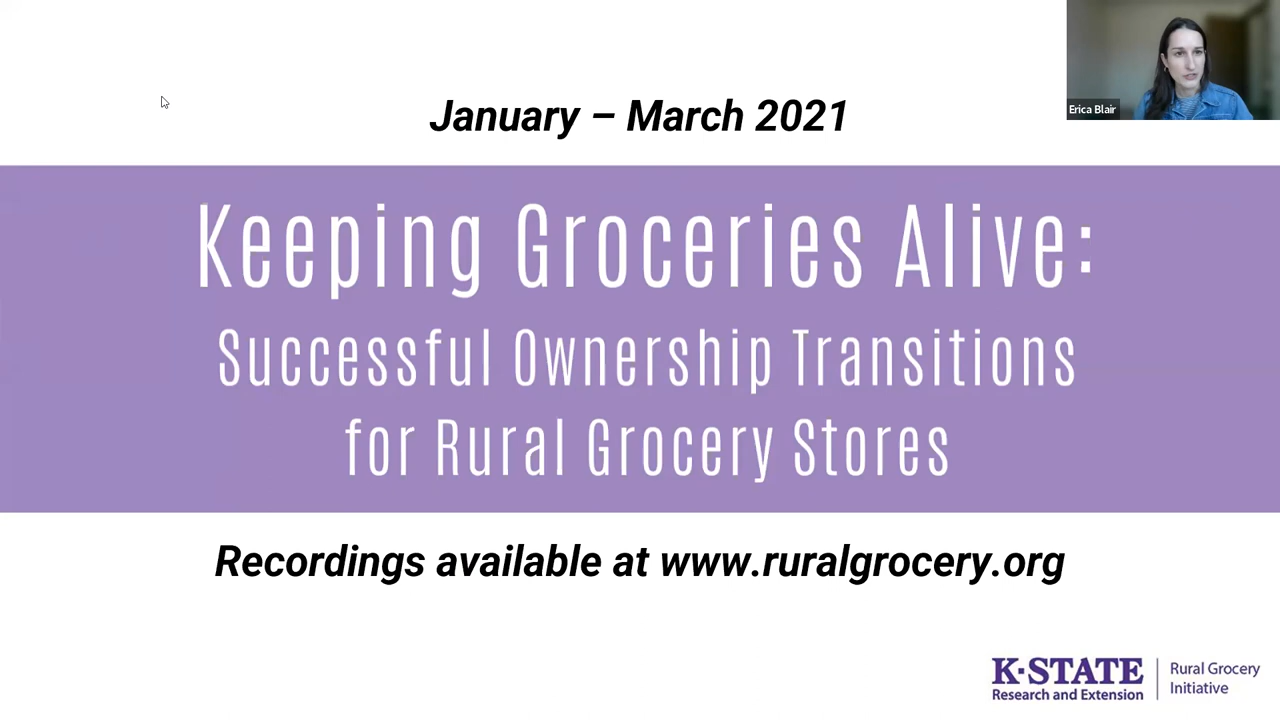 January – March 2021
Erica Blair
Keeping Groceries Alive:
Successful Ownership Transitions
for Rural Grocery Stores
Recordings available at www.ruralgrocery.org
K·STATE
Research and Extension
Rural Grocery
Initiative